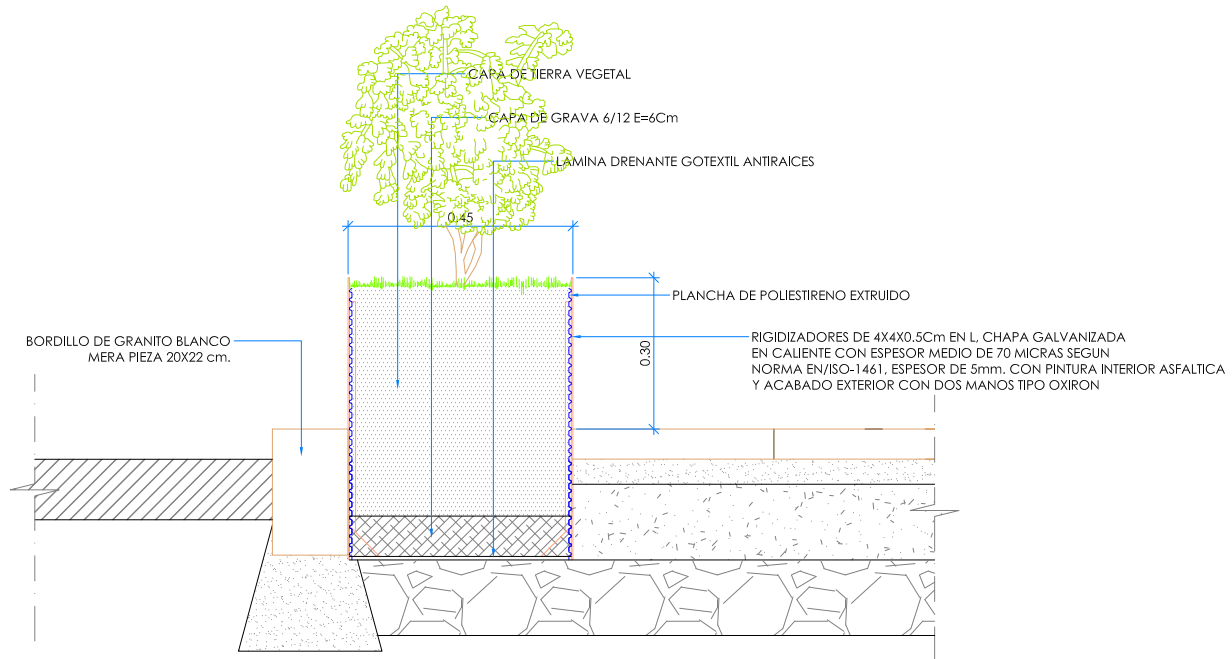 CAPA DE TIERRA VEGETAL
CAPA DE GRAVA 6/12 E=6Cm
LAMINA DRENANTE GOTEXTIL ANTIRAICES
0.45
PLANCHA DE POLIESTIRENO EXTRUIDO
BORDILLO DE GRANITO BLANCO
MERA PIEZA 20X22 cm.
0.30
RIGIDIZADORES DE 4X4X0.5Cm EN L, CHAPA GALVANIZADA
EN CALIENTE CON ESPESOR MEDIO DE 70 MICRAS SEGUN
NORMA EN/ISO-1461, ESPESOR DE 5mm. CON PINTURA INTERIOR ASFALTICA
Y ACABADO EXTERIOR CON DOS MANOS TIPO OXIRON